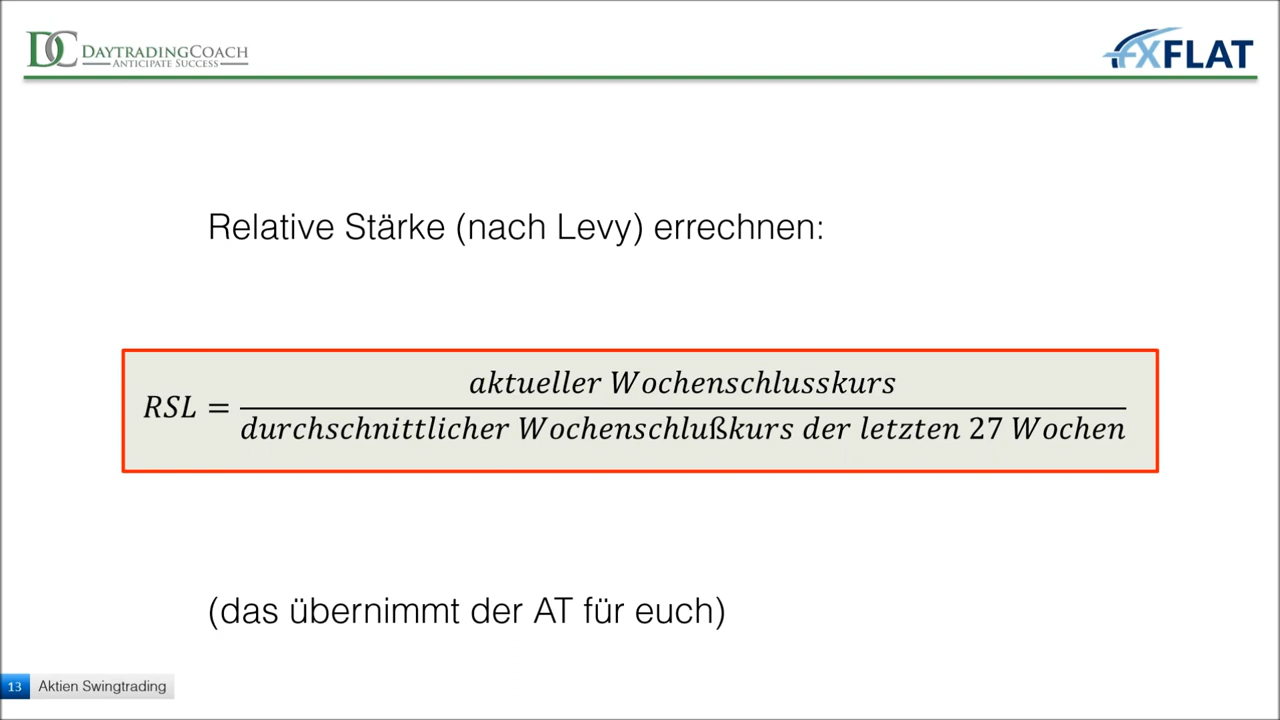 DC DAYTRADINGCOACH
ANTICIPATE SUCCESS
FXFLAT
Relative Stärke (nach Levy) errechnen:
RSL = aktueller Wochenschlusskurs
durchschnittlicher Wochenschlußkurs der letzten 27 Wochen
(das übernimmt der AT für euch)
13 Aktien Swingtrading